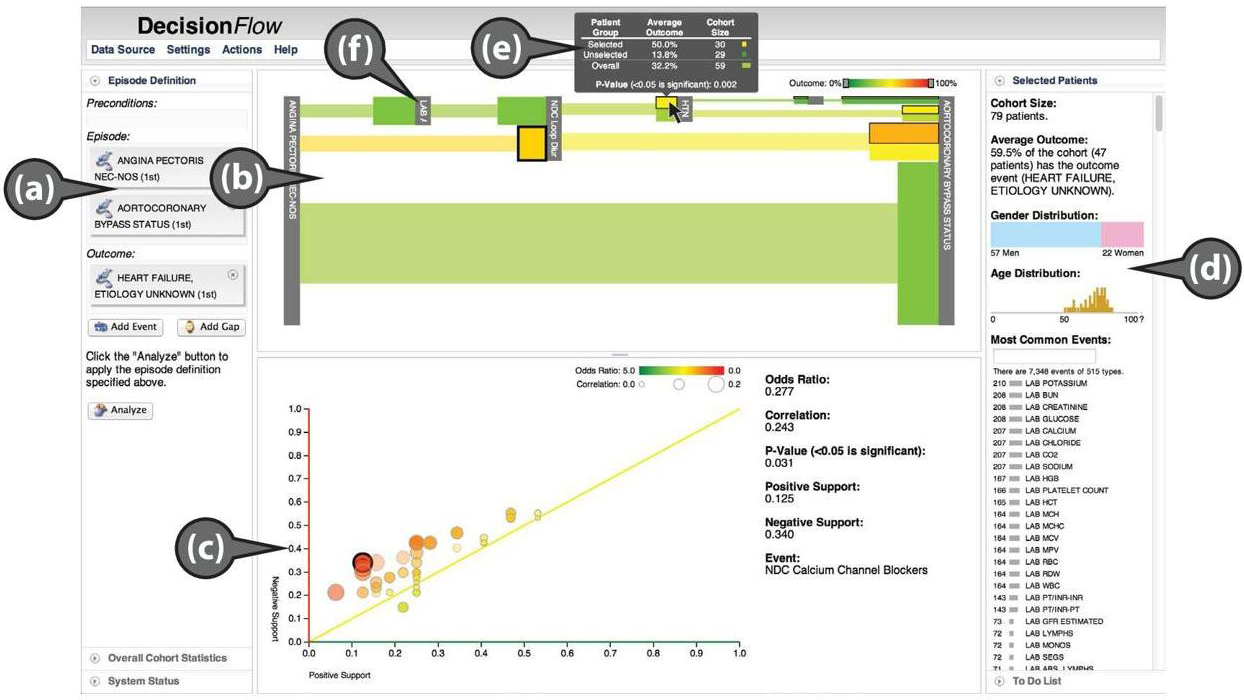 DecisionFlow
Data Source Settings Actions Help
Episode Definition
Preconditions:
Episode:
ANGINA PECTORIS
NEC-NOS (1st)
AORTOCORONARY
BYPASS STATUS (1st)
Outcome:
HEART FAILURE,
ETIOLOGY UNKNOWN (1st)
Add Event Add Gap
Click the "Analyze" button to
apply the episode definition
specified above.
Analyze
Overall Cohort Statistics
System Status
(a)
(b)
(c)
(d)
(e)
(f)
Patient Group Average Outcome Cohort Size
Selected 50.0% 30
Unselected 13.8% 29
Overall 32.2% 59
P-Value (<0.05 is significant): 0.002
Outcome: 0% 100%
LAB
NDC Loop Diur
HTN
AORTOCORONARY BYPASS STATUS
Odds Ratio: 5.0 0.0
Correlation: 0.0 0.2
1.0
0.9
0.8
0.7
0.6
0.5
0.4
0.3
0.2
0.1
0.0
Negative Support
0.0 0.1 0.2 0.3 0.4 0.5 0.6 0.7 0.8 0.9 1.0
Positive Support
Odds Ratio:
0.277
Correlation:
0.243
P-Value (<0.05 is significant):
0.031
Positive Support:
0.125
Negative Support:
0.340
Event:
NDC Calcium Channel Blockers
Selected Patients
Cohort Size:
79 patients.
Average Outcome:
59.5% of the cohort (47
patients) has the outcome
event (HEART FAILURE,
ETIOLOGY UNKNOWN).
Gender Distribution:
57 Men 22 Women
Age Distribution:
0 50 100?
Most Common Events:
There are 7,346 events of 515 types.
210 LAB POTASSIUM
208 LAB BUN
208 LAB CREATININE
208 LAB GLUCOSE
207 LAB CALCIUM
207 LAB CHLORIDE
207 LAB CO2
207 LAB SODIUM
167 LAB HGB
166 LAB PLATELET COUNT
165 LAB HCT
164 LAB MCH
164 LAB MCHC
164 LAB MCV
164 LAB MPV
164 LAB RBC
164 LAB RDW
164 LAB WBC
143 LAB PT/INR-INR
143 LAB PT/INR-PT
73 LAB GFR ESTIMATED
72 LAB LYMPHS
72 LAB MONOS
72 LAB SEGS
71 LAB ABS. LYMPHS
To Do List